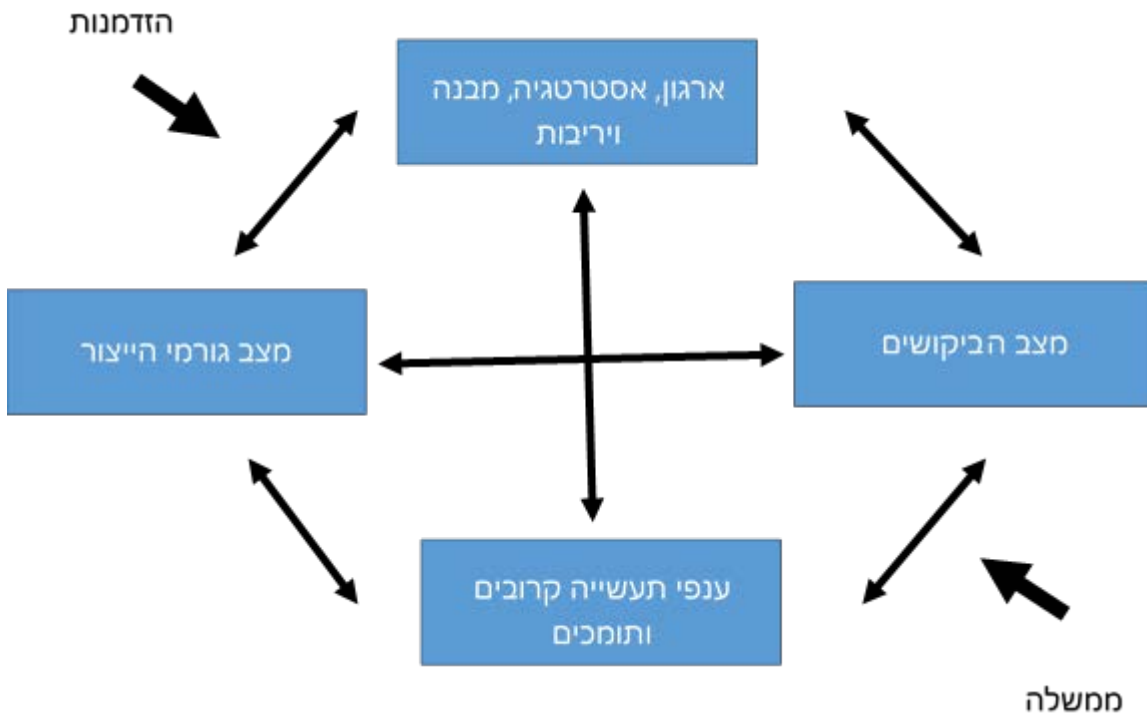 הזדמנות
ארגון, אסטרטגיה, מבנה
ויריבות
מצב הביקושים
מצב גורמי הייצור
ענפי תעשייה קרובים
ותומכים
ממשלה